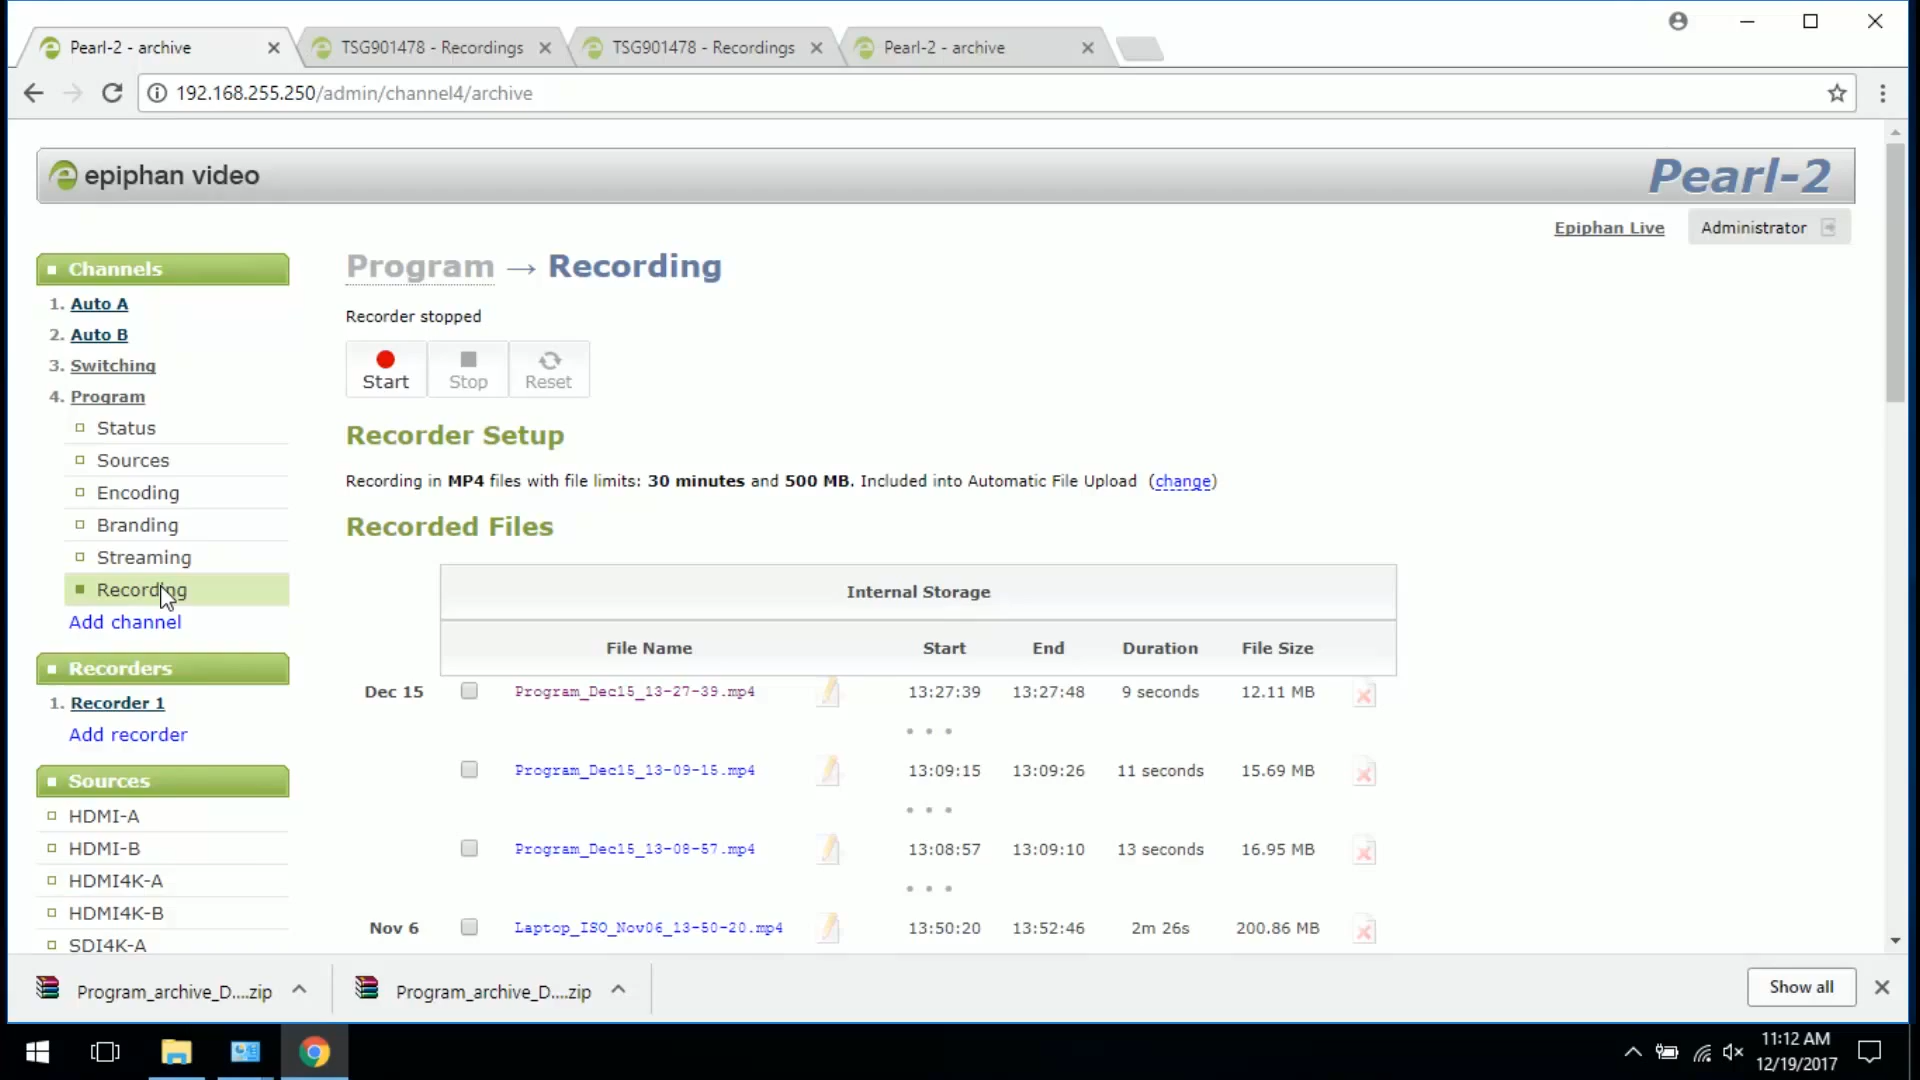 Pearl-2 - archive
TSG901478 - Recordings
TSG901478 - Recordings
Pearl-2 - archive
192.168.255.250/admin/channel4/archive
epiphan video
Pearl-2
Epiphan Live
Administrator
Channels
1. Auto A
2. Auto B
3. Switching
4. Program
Status
Sources
Encoding
Branding
Streaming
Recording
Add channel
Recorders
1. Recorder 1
Add recorder
Sources
HDMI-A
HDMI-B
HDMI4K-A
HDMI4K-B
SDI4K-A
Program → Recording
Recorder stopped
Start Stop Reset
Recorder Setup
Recording in MP4 files with file limits: 30 minutes and 500 MB. Included into Automatic File Upload (change)
Recorded Files
Internal Storage
File Name Start End Duration File Size
Dec 15 Program_Dec15_13-27-39.mp4 13:27:39 13:27:48 9 seconds 12.11 MB
• • •
Program_Dec15_13-09-15.mp4 13:09:15 13:09:26 11 seconds 15.69 MB
• • •
Program_Dec15_13-08-57.mp4 13:08:57 13:09:10 13 seconds 16.95 MB
• • •
Nov 6 Laptop_ISO_Nov06_13-50-20.mp4 13:50:20 13:52:46 2m 26s 200.86 MB
Program_archive_D....zip
Program_archive_D....zip
Show all
11:12 AM
12/19/2017